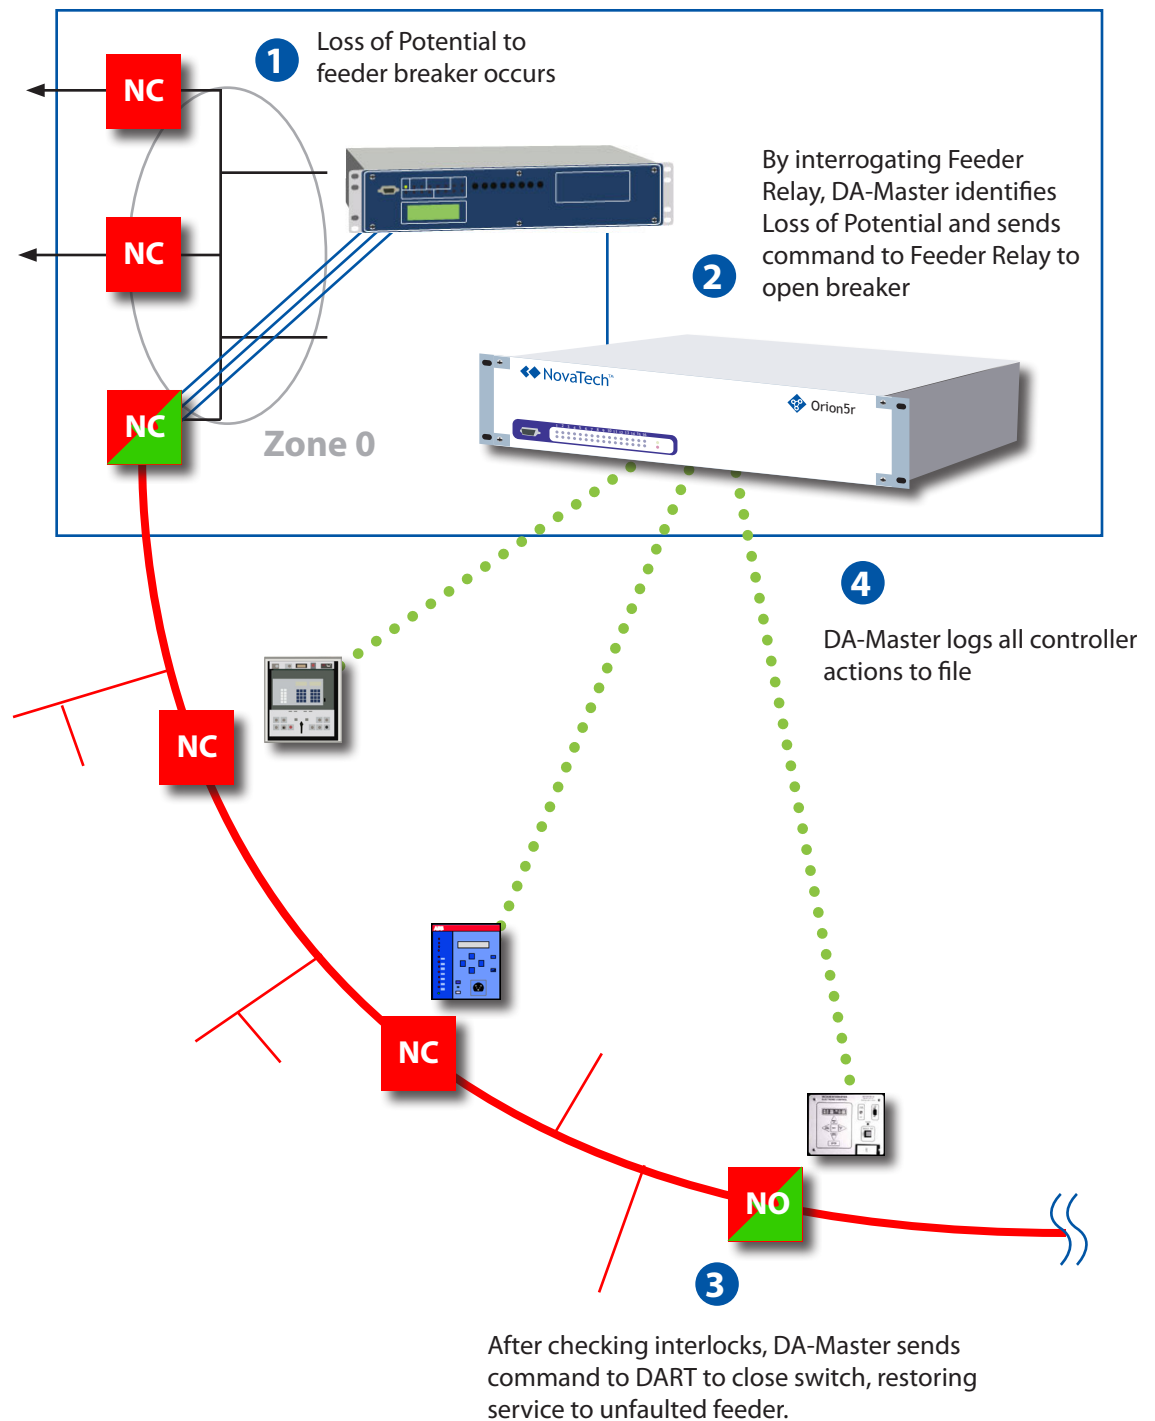 1
Loss of Potential to
feeder breaker occurs
NC
By interrogating Feeder
Relay, DA-Master identifies
Loss of Potential and sends
command to Feeder Relay to
open breaker
2
NC
NovaTech™
Orion5r
NC
Zone 0
4
DA-Master logs all controller
actions to file
NC
ABB
NC
NO
3
After checking interlocks, DA-Master sends
command to DART to close switch, restoring
service to unfaulted feeder.